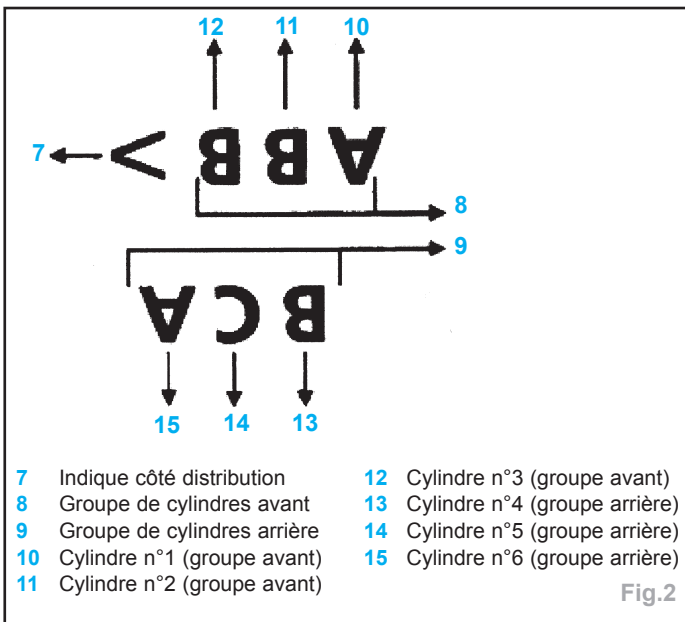 12 11 10
7 < B B A
8
9
A C B
15 14 13
7 Indique côté distribution
8 Groupe de cylindres avant
9 Groupe de cylindres arrière
10 Cylindre n°1 (groupe avant)
11 Cylindre n°2 (groupe avant)
12 Cylindre n°3 (groupe avant)
13 Cylindre n°4 (groupe arrière)
14 Cylindre n°5 (groupe arrière)
15 Cylindre n°6 (groupe arrière)
Fig.2